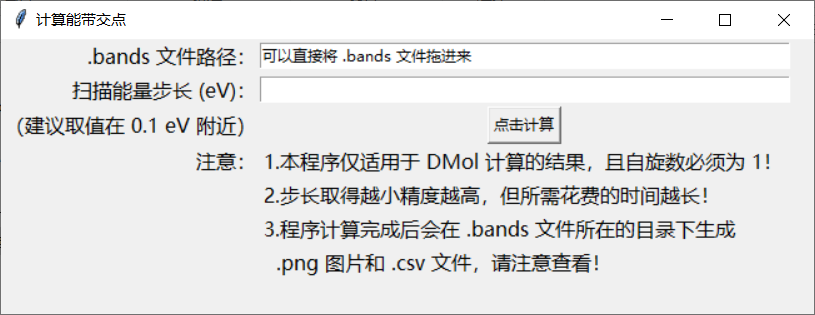 计算能带交点
.bands 文件路径： 可以直接将 .bands 文件拖进来
扫描能量步长 (eV)：
（建议取值在 0.1 eV 附近） 点击计算
注意： 1.本程序仅适用于 DMol 计算的结果，且自旋数必须为 1！
2.步长取得越小精度越高，但所需花费的时间越长！
3.程序计算完成后会在 .bands 文件所在的目录下生成
.png 图片和 .csv 文件，请注意查看！